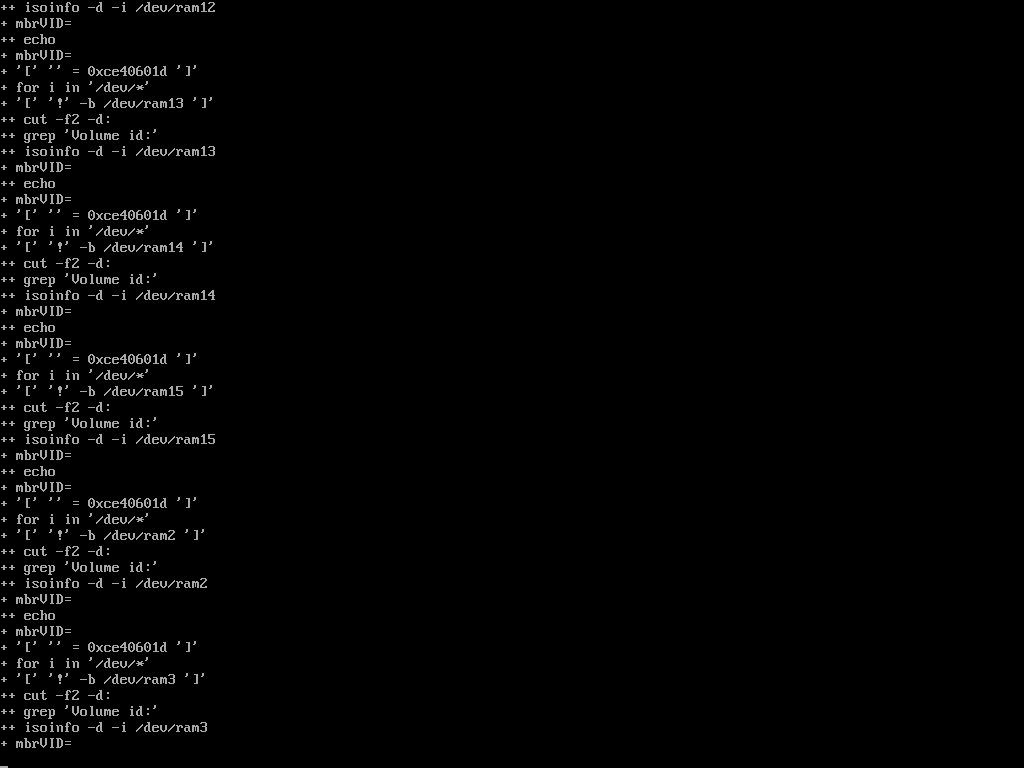 ++ isoinfo -d -i /dev/ram12
+ mbrVID=
++ echo
+ mbrVID=
+ '[' '' = 0xce40601d ']'
+ for i in '/dev/*'
+ '[' '!' -b /dev/ram13 ']'
++ cut -f2 -d:
++ grep 'Volume id:'
++ isoinfo -d -i /dev/ram13
+ mbrVID=
++ echo
+ mbrVID=
+ '[' '' = 0xce40601d ']'
+ for i in '/dev/*'
+ '[' '!' -b /dev/ram14 ']'
++ cut -f2 -d:
++ grep 'Volume id:'
++ isoinfo -d -i /dev/ram14
+ mbrVID=
++ echo
+ mbrVID=
+ '[' '' = 0xce40601d ']'
+ for i in '/dev/*'
+ '[' '!' -b /dev/ram15 ']'
++ cut -f2 -d:
++ grep 'Volume id:'
++ isoinfo -d -i /dev/ram15
+ mbrVID=
++ echo
+ mbrVID=
+ '[' '' = 0xce40601d ']'
+ for i in '/dev/*'
+ '[' '!' -b /dev/ram2 ']'
++ cut -f2 -d:
++ grep 'Volume id:'
++ isoinfo -d -i /dev/ram2
+ mbrVID=
++ echo
+ mbrVID=
+ '[' '' = 0xce40601d ']'
+ for i in '/dev/*'
+ '[' '!' -b /dev/ram3 ']'
++ cut -f2 -d:
++ grep 'Volume id:'
++ isoinfo -d -i /dev/ram3
+ mbrVID=